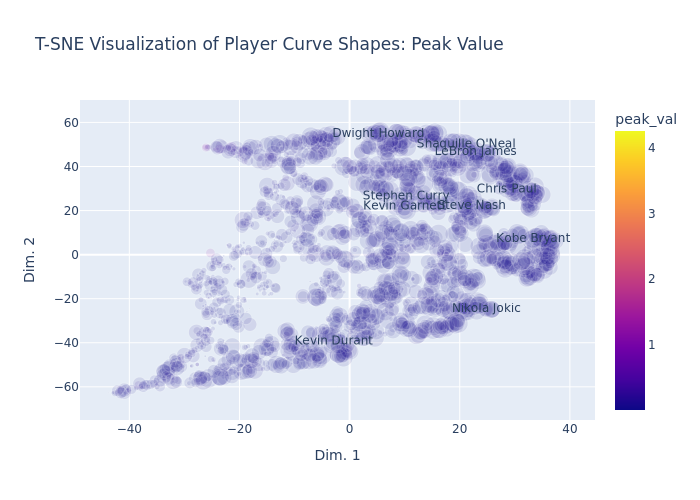 T-SNE Visualization of Player Curve Shapes: Peak Value
peak_val
Dwight Howard
Shaquille O'Neal
LeBron James
Chris Paul
Stephen Curry
Kevin Garnett
Steve Nash
Kobe Bryant
Nikola Jokic
Kevin Durant
60
40
20
0
−20
−40
−60
Dim. 2
−40
−20
0
20
40
Dim. 1
4
3
2
1